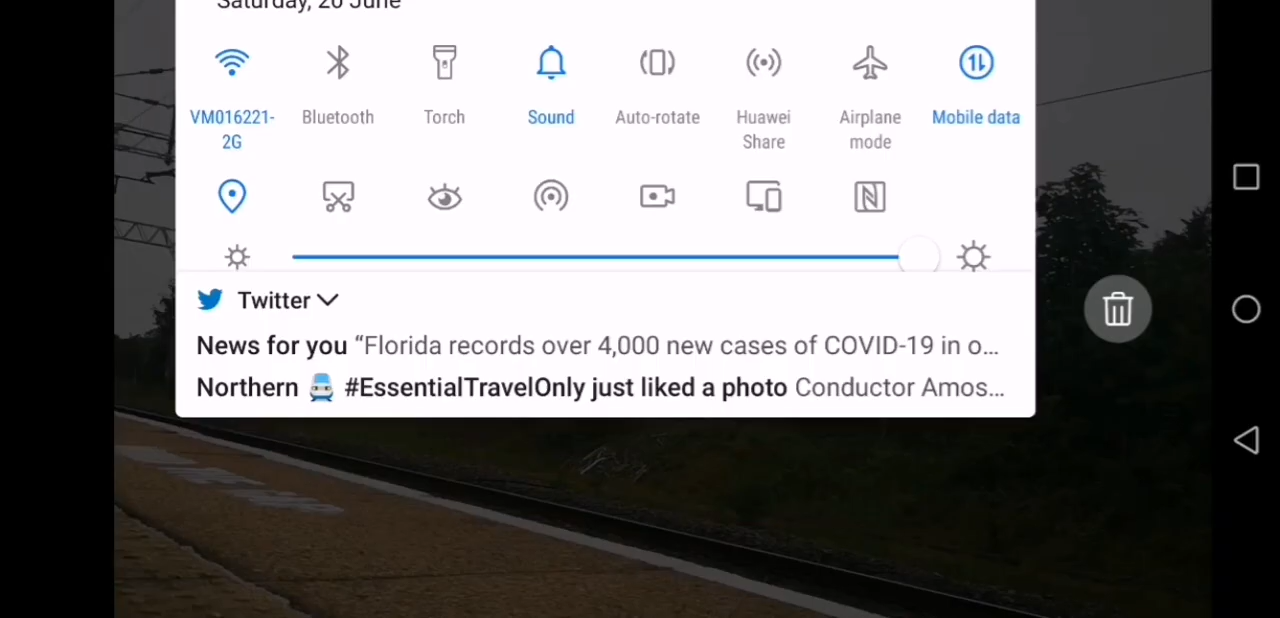 Saturday, 20 June
VM016221-
2G
Bluetooth
Torch
Sound
Auto-rotate
Huawei
Share
Airplane
mode
Mobile data
Twitter
News for you “Florida records over 4,000 new cases of COVID-19 in o...
Northern 🚆 #EssentialTravelOnly just liked a photo Conductor Amos...